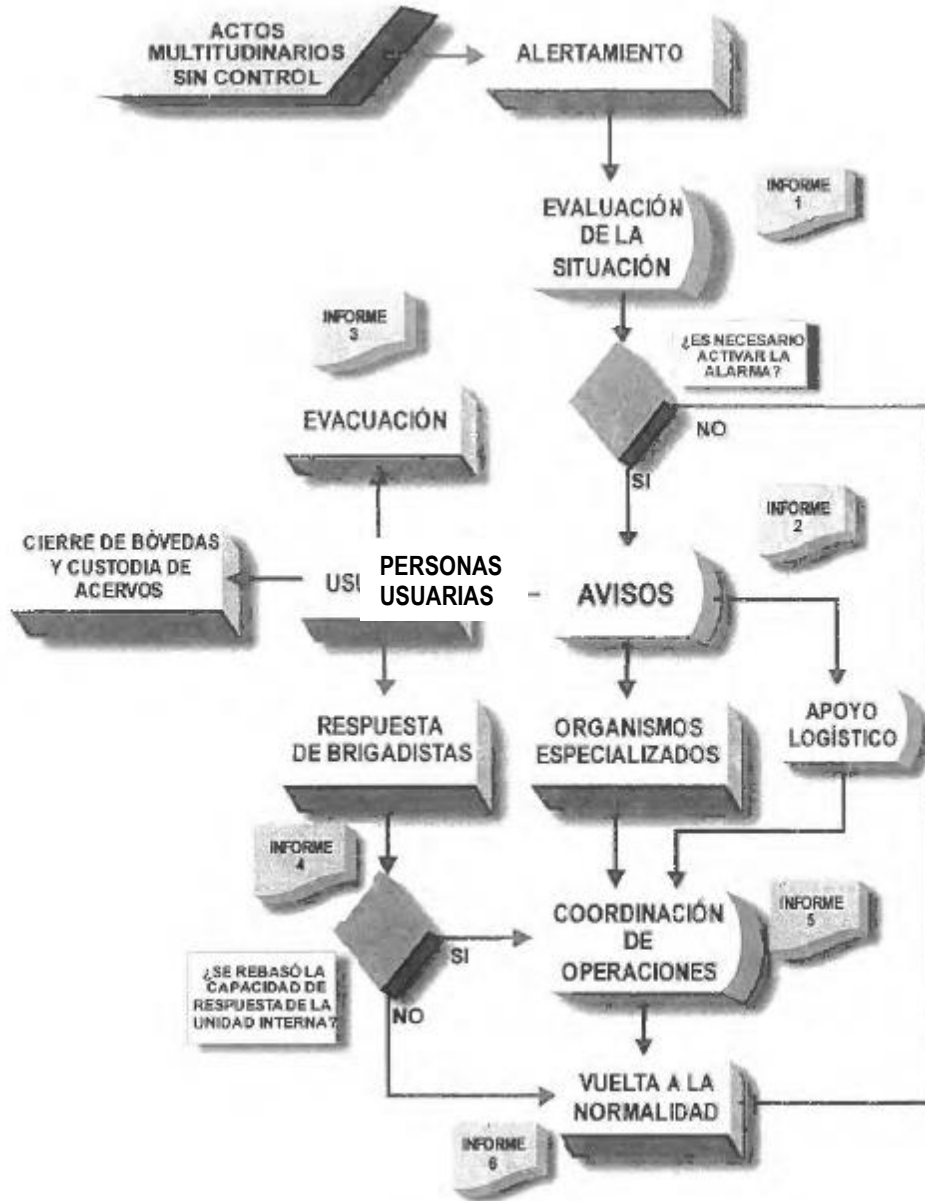 ACTOS
MULTITUDINARIOS
SIN CONTROL
ALERTAMIENTO
INFORME
1
EVALUACIÓN
DE LA
SITUACIÓN
¿ES NECESARIO
ACTIVAR LA
ALARMA?
NO
SI
INFORME
3
EVACUACIÓN
INFORME
2
CIERRE DE BÓVEDAS
Y CUSTODIA DE
ACERVOS
PERSONAS
USUARIAS
AVISOS
RESPUESTA
DE BRIGADISTAS
ORGANISMOS
ESPECIALIZADOS
APOYO
LOGÍSTICO
INFORME
4
¿SE REBASÓ LA
CAPACIDAD DE
RESPUESTA DE LA
UNIDAD INTERNA?
SI
NO
COORDINACIÓN
DE
OPERACIONES
INFORME
5
VUELTA A LA
NORMALIDAD
INFORME
6